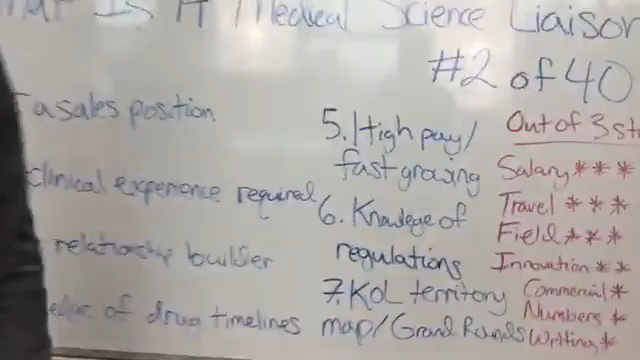 Is A Medical Science Liaison
#2 of 40
a sales position
clinical experience required
relationship builder
of drug timelines
5. High pay/
fast growing
6. Knowlege of
regulations
7. KOL territory
map/Grand Rounds
Out of 3
Salary * * *
Travel * * *
Field * * *
Innovation * *
Commercial *
Numbers *
Writing *